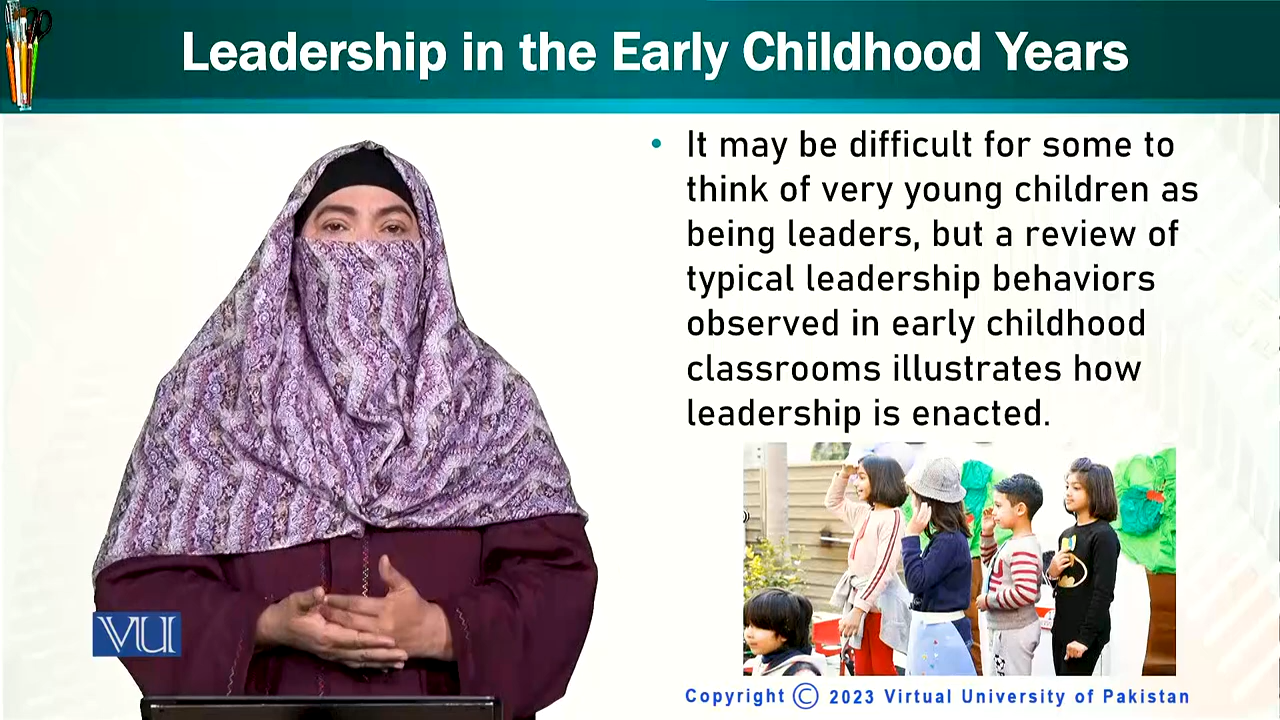 Leadership in the Early Childhood Years
• It may be difficult for some to
think of very young children as
being leaders, but a review of
typical leadership behaviors
observed in early childhood
classrooms illustrates how
leadership is enacted.
VU
Copyright © 2023 Virtual University of Pakistan